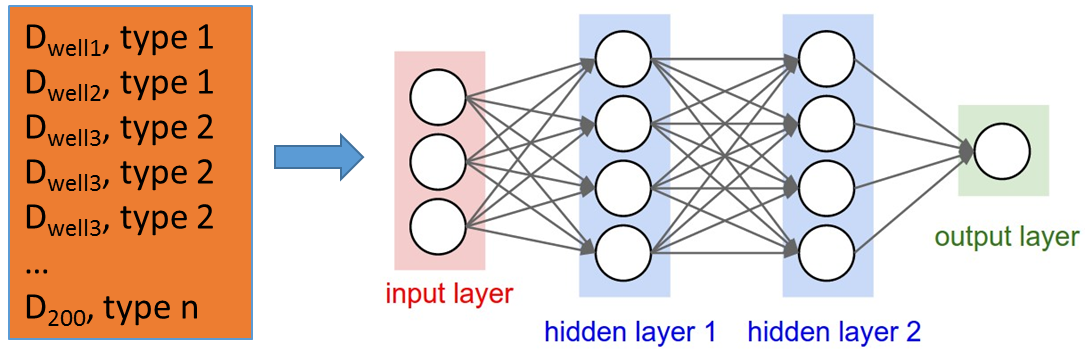 Dwell1, type 1
Dwell2, type 1
Dwell3, type 2
Dwell3, type 2
Dwell3, type 2
...
D200, type n
input layer
hidden layer 1
hidden layer 2
output layer